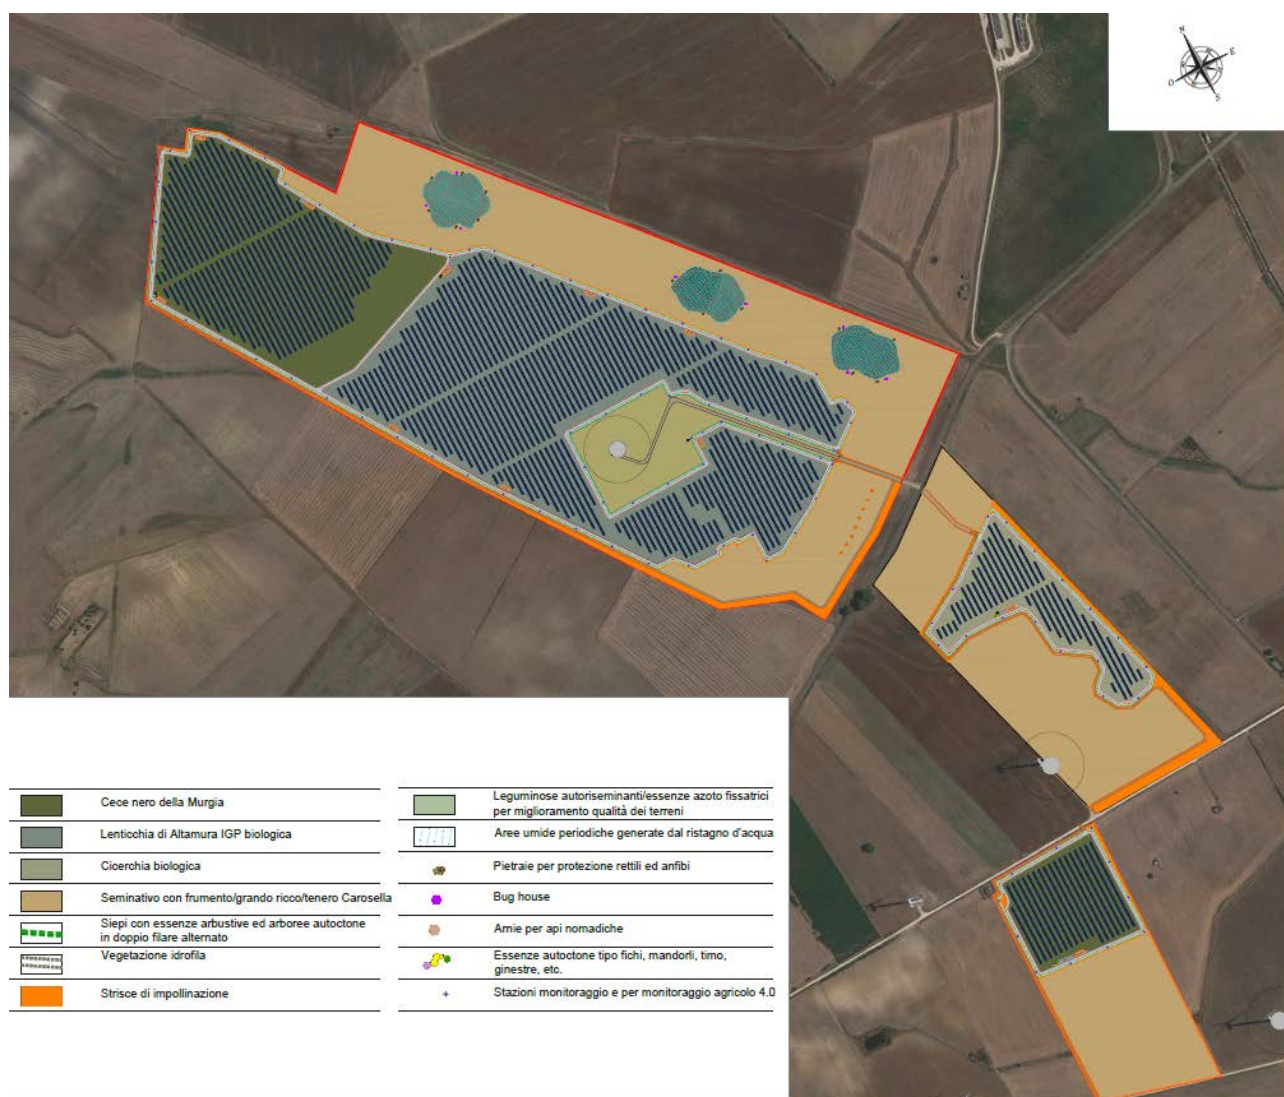 N
E
O
S
Cece nero della Murgia
Lenticchia di Altamura IGP biologica
Cicerchia biologica
Seminativo con frumento/grando ricco/tenero Carosella
Siepi con essenze arbustive ed arboree autoctone
in doppio filare alternato
Vegetazione idrofila
Strisce di impollinazione
Leguminose autoriseminanti/essenze azoto fissatrici
per miglioramento qualità dei terreni
Aree umide periodiche generate dal ristagno d'acqua
Pietraie per protezione rettili ed anfibi
Bug house
Arnie per api nomadiche
Essenze autoctone tipo fichi, mandorli, timo,
ginestre, etc.
Stazioni monitoraggio e per monitoraggio agricolo 4.0